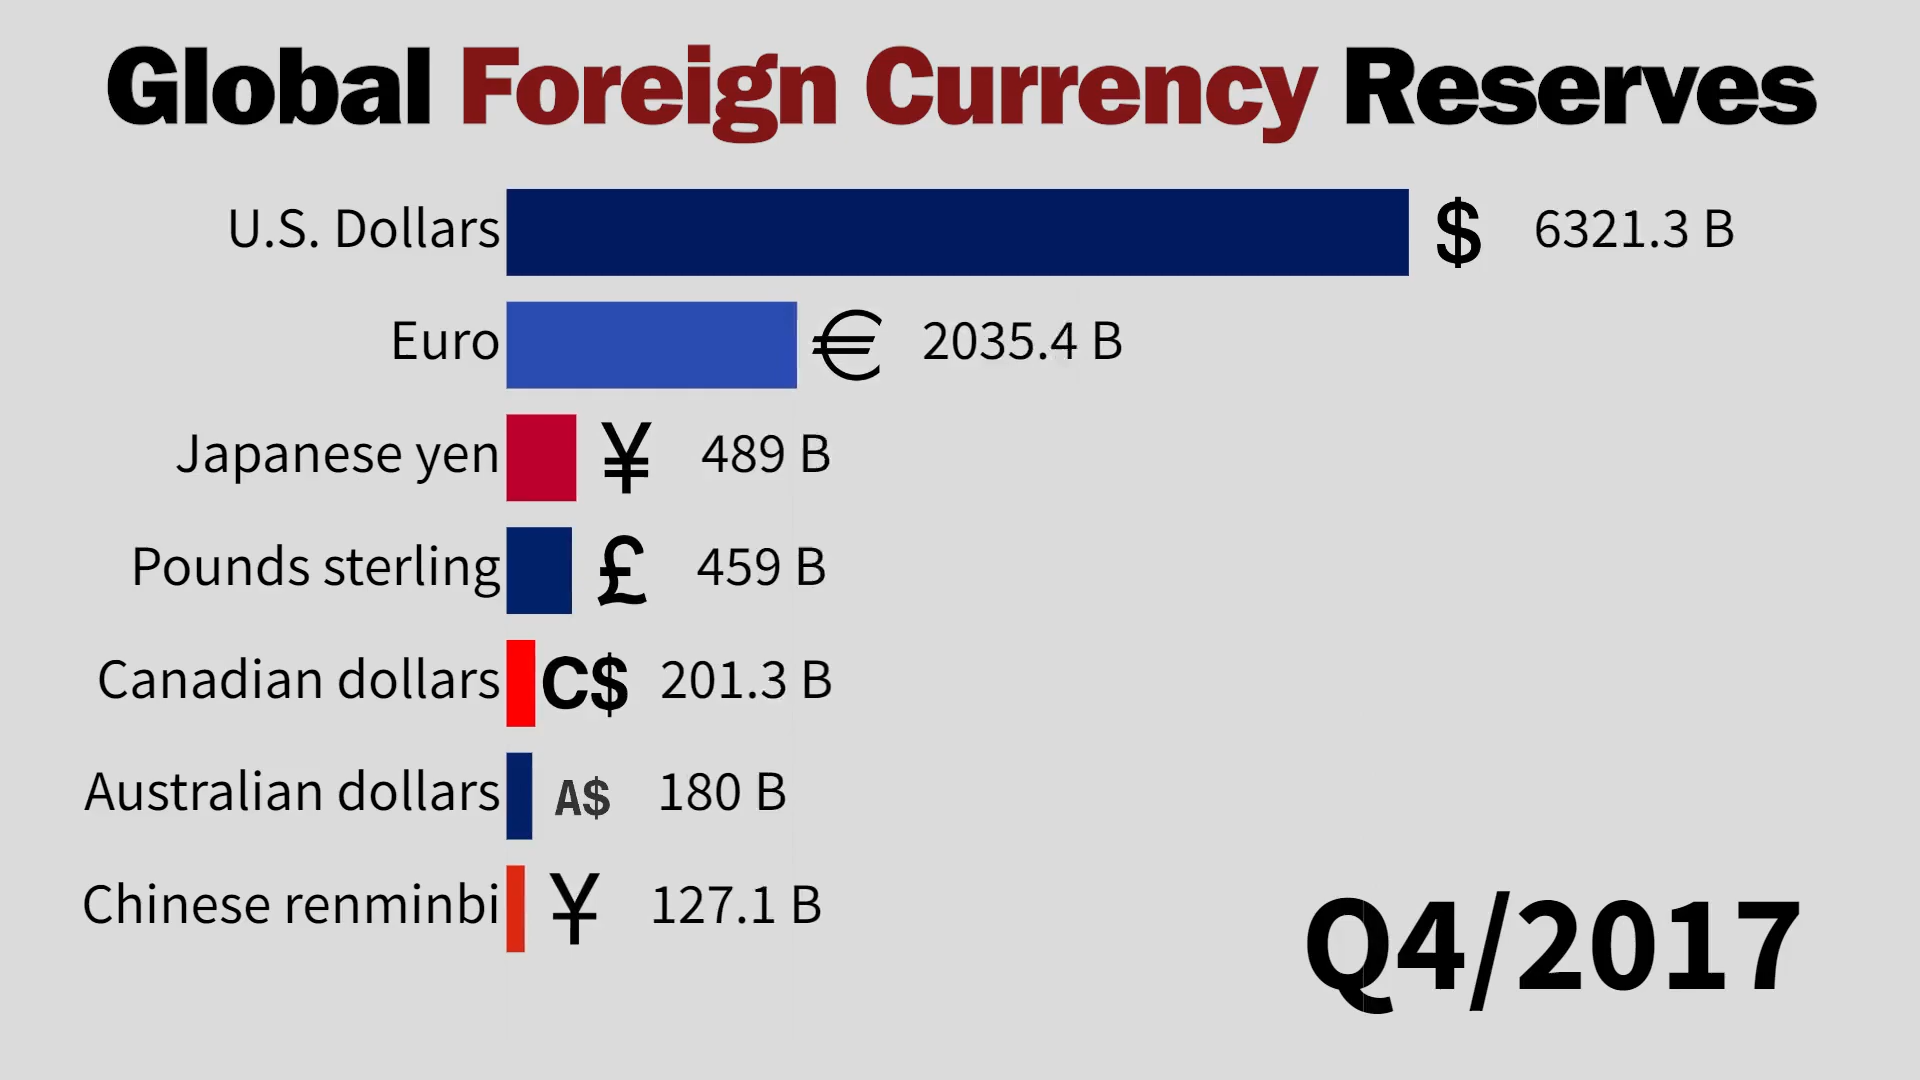 Global Foreign Currency Reserves
U.S. Dollars $ 6321.3 B
Euro € 2035.4 B
Japanese yen ¥ 489 B
Pounds sterling £ 459 B
Canadian dollars C$ 201.3 B
Australian dollars A$ 180 B
Chinese renminbi ¥ 127.1 B
Q4/2017